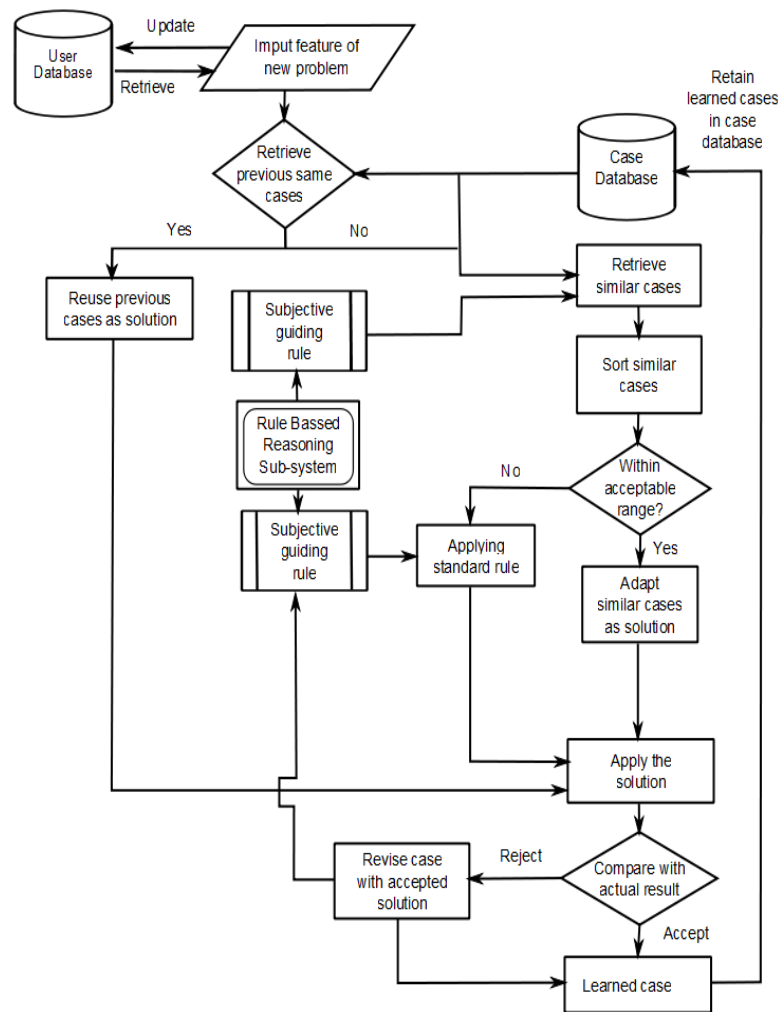 Update
User
Database
Retrieve
Imput feature of
new problem
Retain
learned cases
in case
database
Retrieve
previous same
cases
Case
Database
Yes
No
Reuse previous
cases as solution
Subjective
guiding
rule
Retrieve
similar cases
Sort similar
cases
Rule Bassed
Reasoning
Sub-system
Within
acceptable
range?
No
Yes
Subjective
guiding
rule
Applying
standard rule
Adapt
similar cases
as solution
Apply the
solution
Reject
Compare with
actual result
Revise case
with accepted
solution
Accept
Learned case